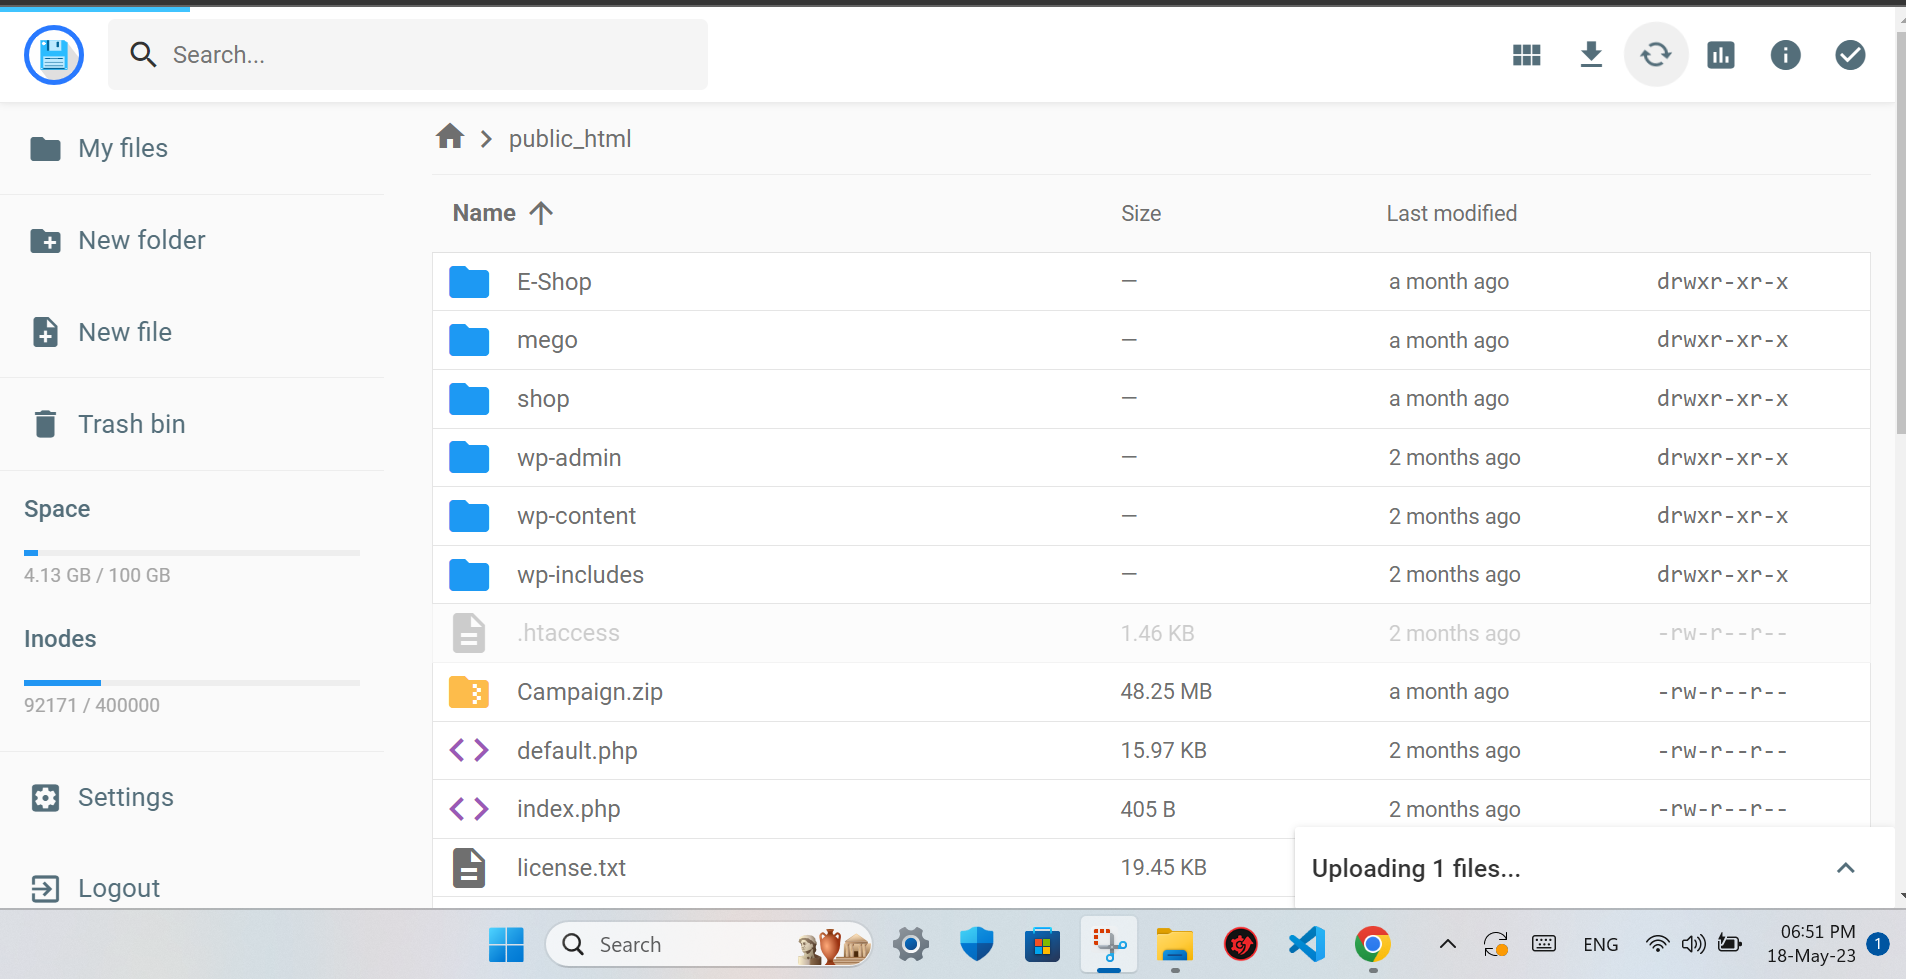 Search...
My files
New folder
New file
Trash bin
Space
4.13 GB / 100 GB
Inodes
92171 / 400000
Settings
Logout
public_html
Name Size Last modified
E-Shop — a month ago drwxr-xr-x
mego — a month ago drwxr-xr-x
shop — a month ago drwxr-xr-x
wp-admin — 2 months ago drwxr-xr-x
wp-content — 2 months ago drwxr-xr-x
wp-includes — 2 months ago drwxr-xr-x
.htaccess 1.46 KB 2 months ago -rw-r--r--
Campaign.zip 48.25 MB a month ago -rw-r--r--
default.php 15.97 KB 2 months ago -rw-r--r--
index.php 405 B 2 months ago -rw-r--r--
license.txt 19.45 KB
Uploading 1 files...
Search
ENG
06:51 PM
18-May-23
1